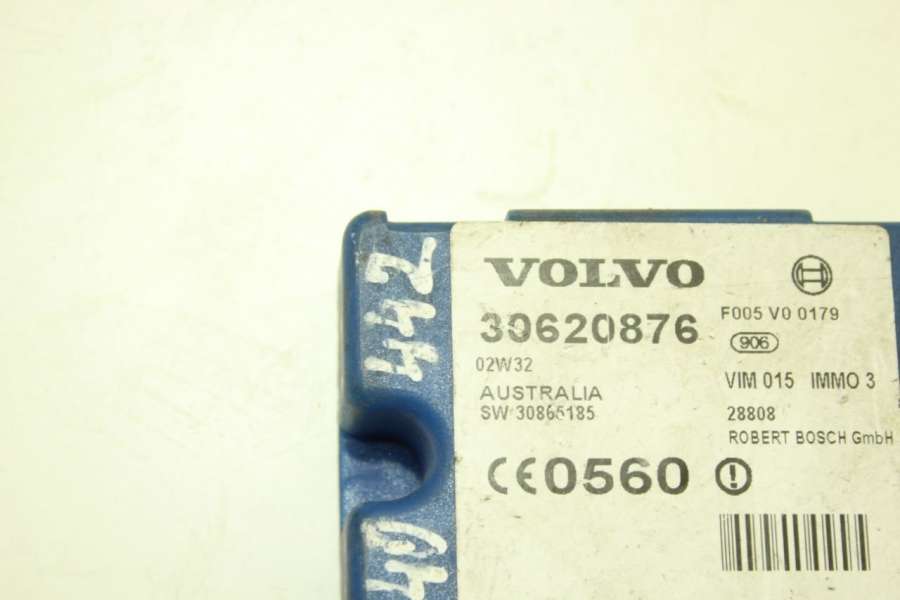 442
VOLVO
30620876
02W32
AUSTRALIA
SW 30865185
CE0560
F005 V0 0179
906
VIM 015 IMMO 3
28808
ROBERT BOSCH GmbH